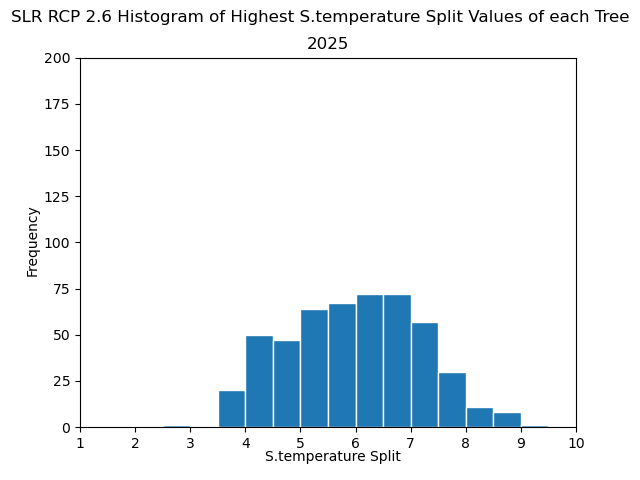 SLR RCP 2.6 Histogram of Highest S.temperature Split Values of each Tree
2025
200
175
150
125
100
75
50
25
0
Frequency
1 2 3 4 5 6 7 8 9 10
S.temperature Split